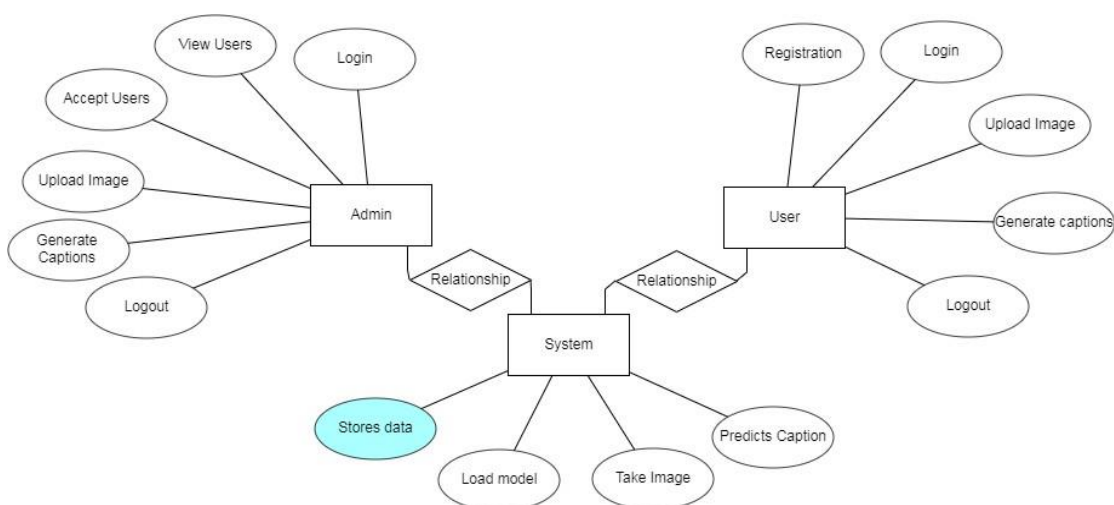 View Users
Login
Registration
Login
Accept Users
Upload Image
Upload Image
Admin
User
Generate
Captions
Generate captions
Logout
Relationship
Relationship
Logout
System
Stores data
Predicts Caption
Load model
Take Image